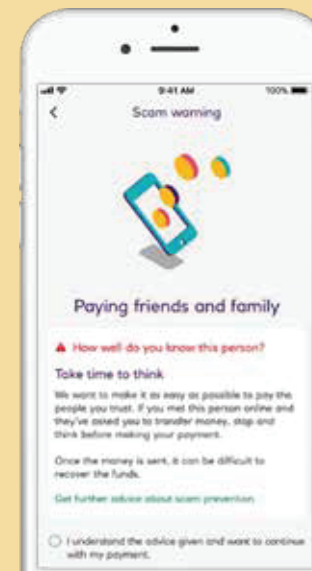 9:41 AM 100%
Scam warning
Paying friends and family
How well do you know this person?
Take time to think
We want to make it as easy as possible to pay the
people you trust. If you met this person online and
they've asked you to transfer money, stop and
think before making your payment.
Once the money is sent, it can be difficult to
recover the funds.
Get further advice about scam prevention
I understand the advice given and want to continue
with my payment.